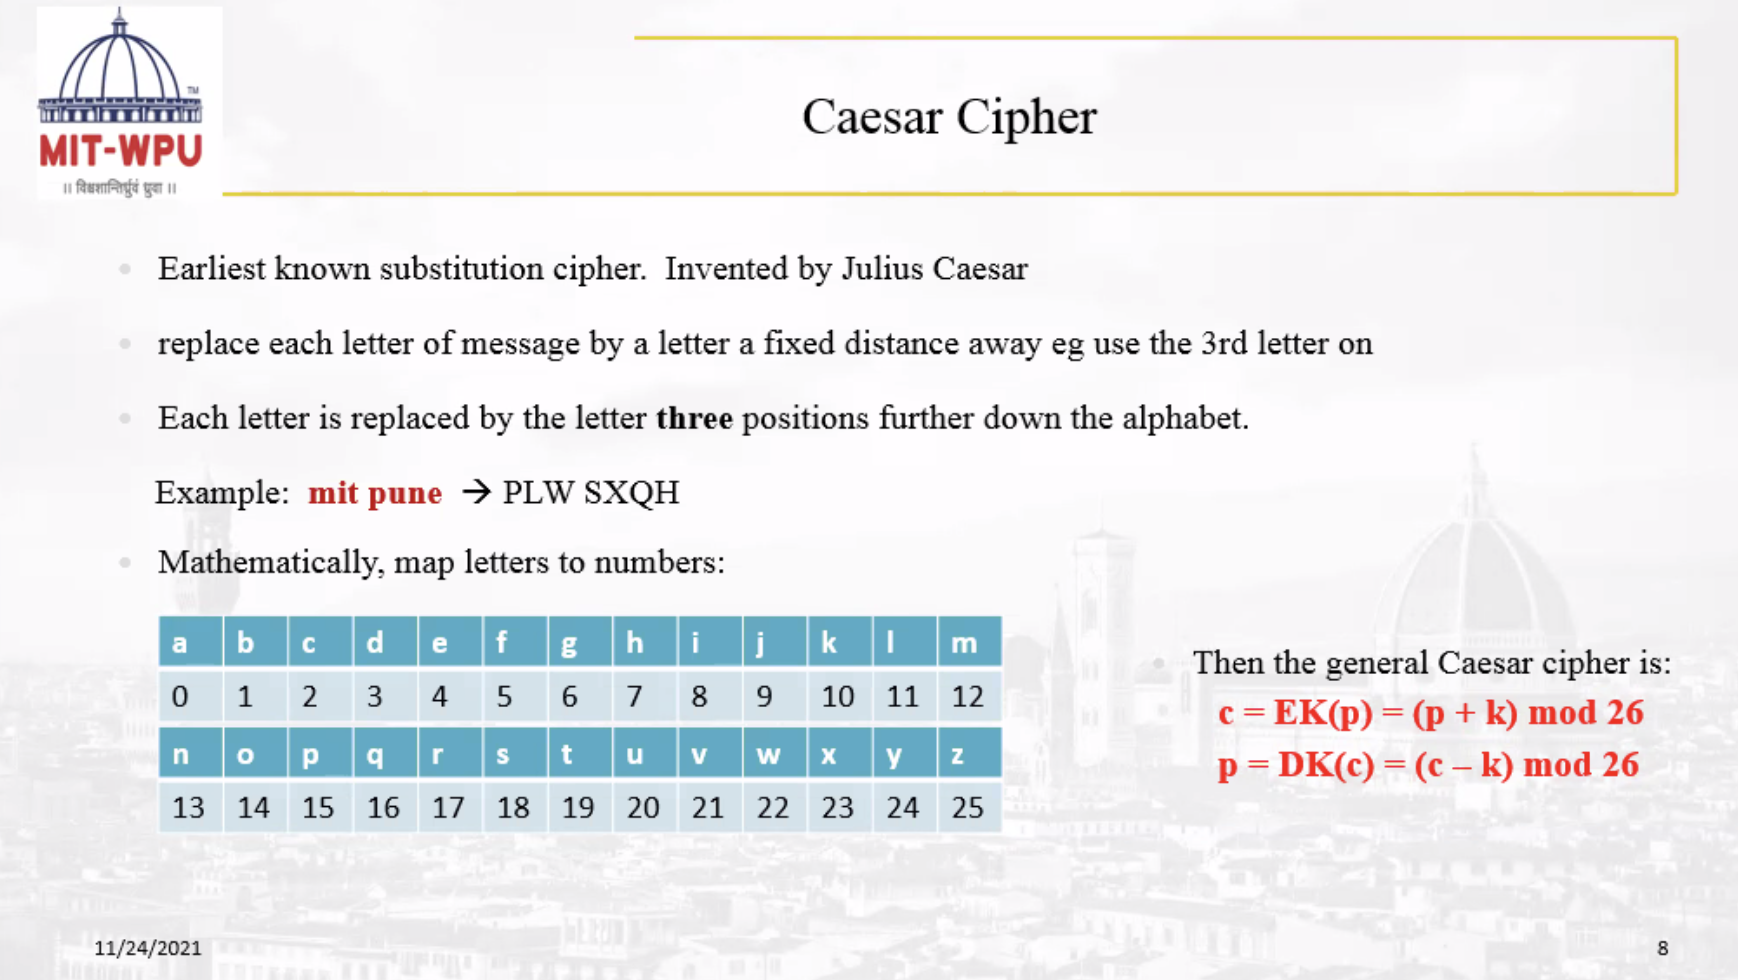 TM
MIT-WPU
॥ विश्वशान्तिर्ध्रुवं ध्रुवा ॥
Caesar Cipher
Earliest known substitution cipher. Invented by Julius Caesar
replace each letter of message by a letter a fixed distance away eg use the 3rd letter on
Each letter is replaced by the letter three positions further down the alphabet.
Example: mit pune → PLW SXQH
Mathematically, map letters to numbers:
a b c d e f g h i j k l m
0 1 2 3 4 5 6 7 8 9 10 11 12
n o p q r s t u v w x y z
13 14 15 16 17 18 19 20 21 22 23 24 25
Then the general Caesar cipher is:
c = EK(p) = (p + k) mod 26
p = DK(c) = (c – k) mod 26
11/24/2021
8